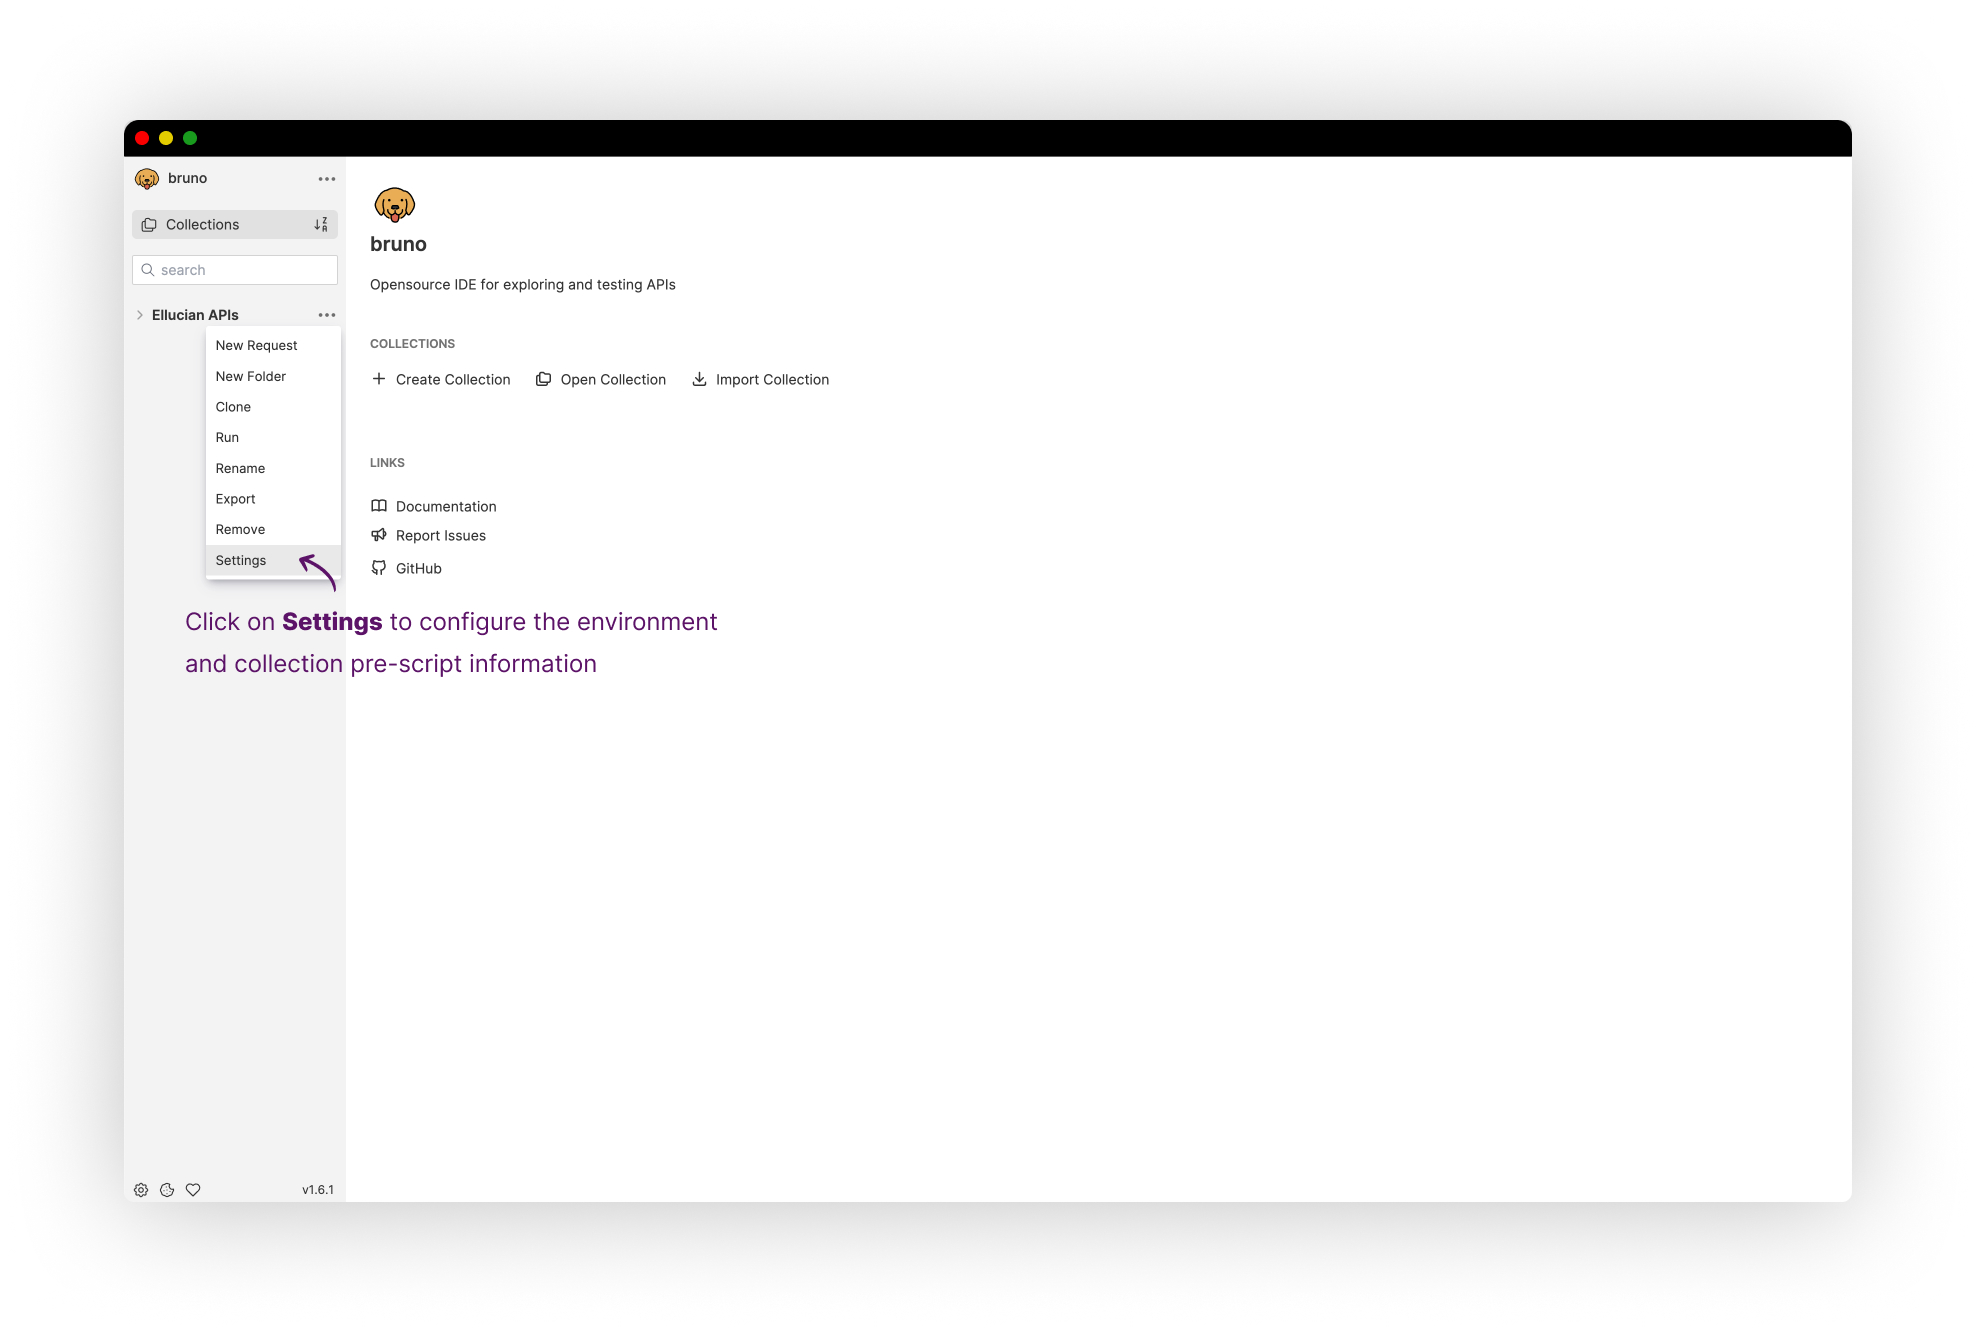 bruno
Collections
search
Ellucian APIs
New Request
New Folder
Clone
Run
Rename
Export
Remove
Settings
Click on Settings to configure the environment
and collection pre-script information
v1.6.1
bruno
Opensource IDE for exploring and testing APIs
COLLECTIONS
Create Collection
Open Collection
Import Collection
LINKS
Documentation
Report Issues
GitHub